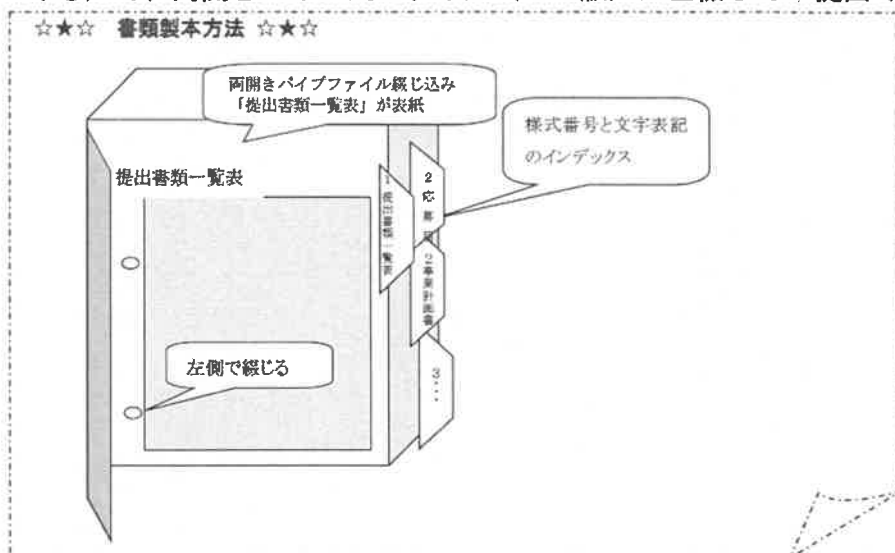 ☆★☆ 書類製本方法 ☆★☆
両開きパイプファイル綴じ込み
「提出書類一覧表」が表紙
様式番号と文字表記
のインデックス
提出書類一覧表
1 提出書類一覧表
2 応募
2 事業計画書
3・・・
左側で綴じる